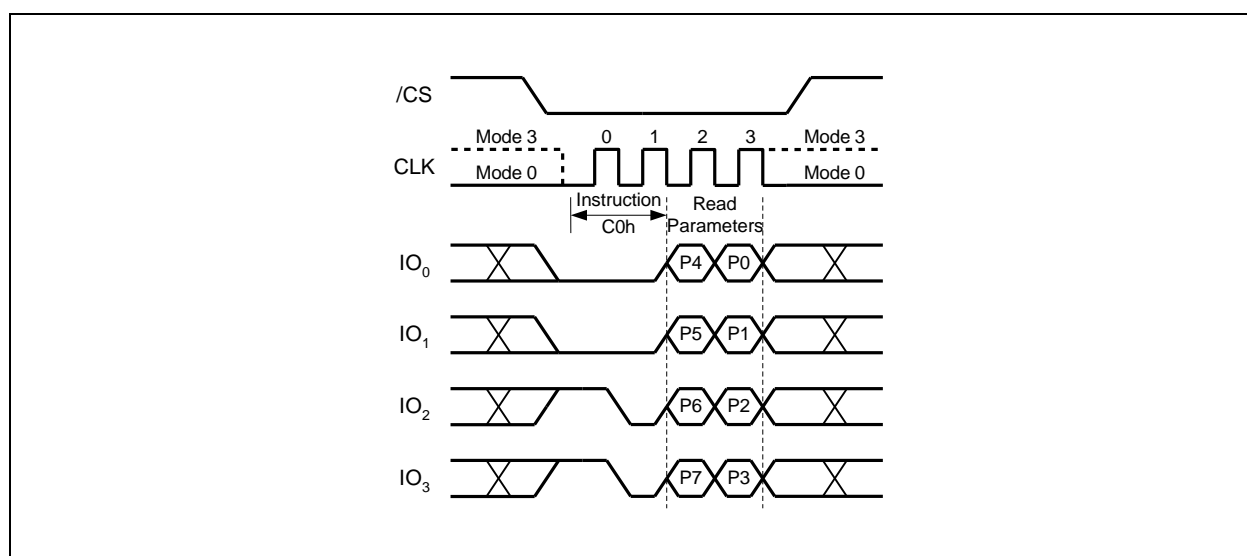 /CS
Mode 3 0 1 2 3 Mode 3
CLK
Mode 0 Mode 0
Instruction Read
C0h Parameters
IO0 P4 P0
IO1 P5 P1
IO2 P6 P2
IO3 P7 P3